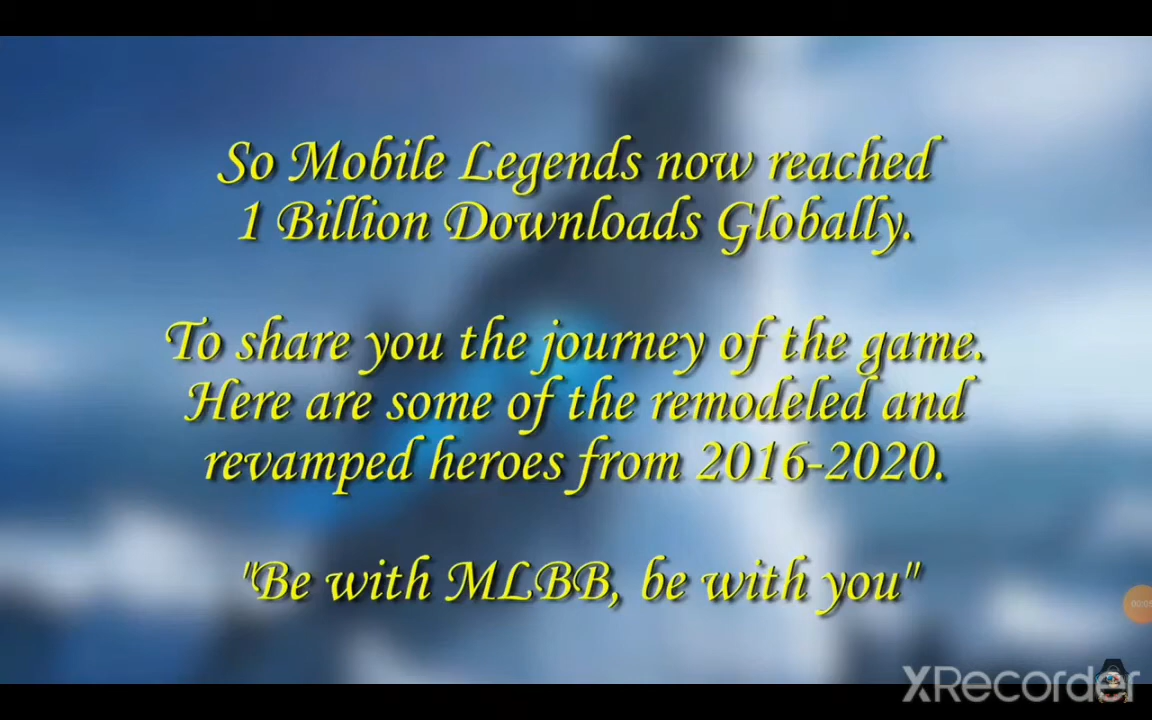 So Mobile Legends now reached
1 Billion Downloads Globally.
To share you the journey of the game.
Here are some of the remodeled and
revamped heroes from 2016-2020.
"Be with MLBB, be with you"
XRecorder